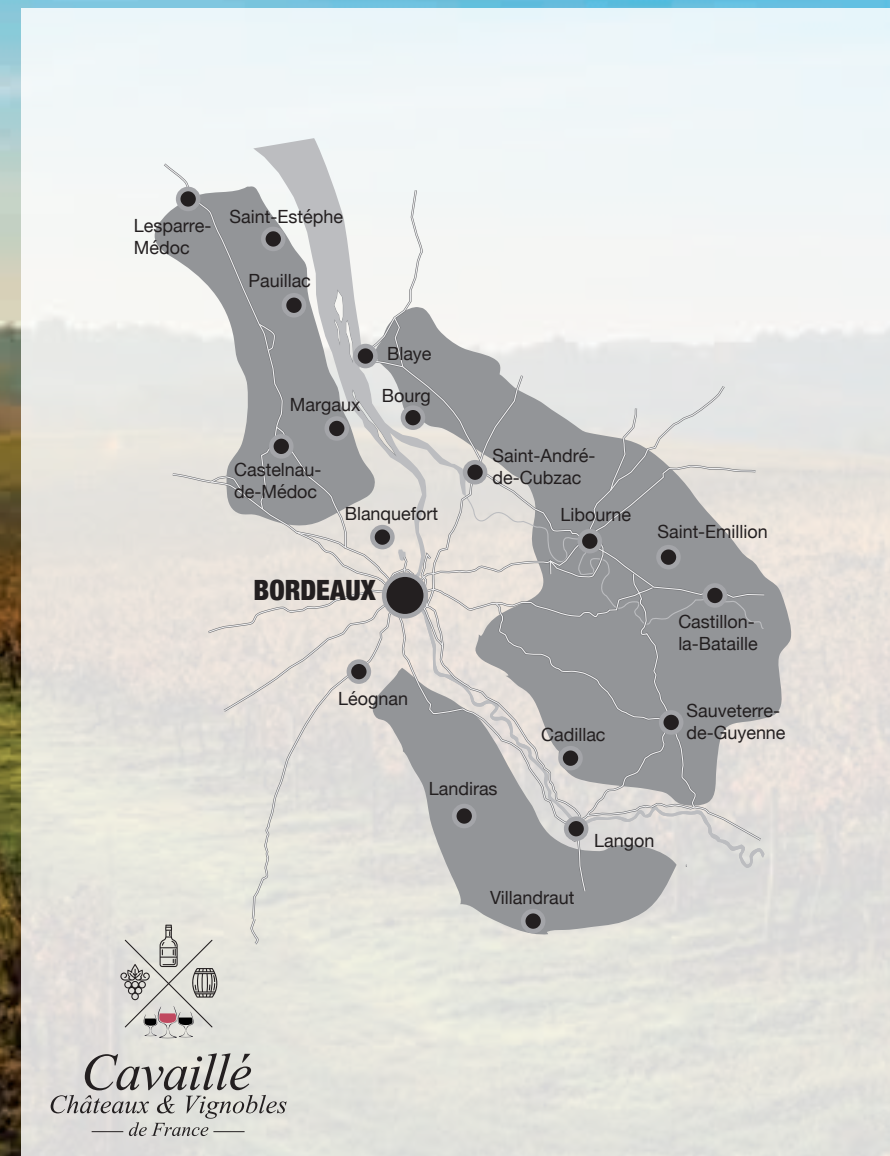 Lesparre-
Médoc
Saint-Estéphe
Pauillac
Blaye
Bourg
Margaux
Castelnau-
de-Médoc
Saint-André-
de-Cubzac
Blanquefort
Libourne
Saint-Emillion
BORDEAUX
Castillon-
la-Bataille
Léognan
Sauveterre-
de-Guyenne
Cadillac
Landiras
Langon
Villandraut
Cavaillé
Châteaux & Vignobles
de France